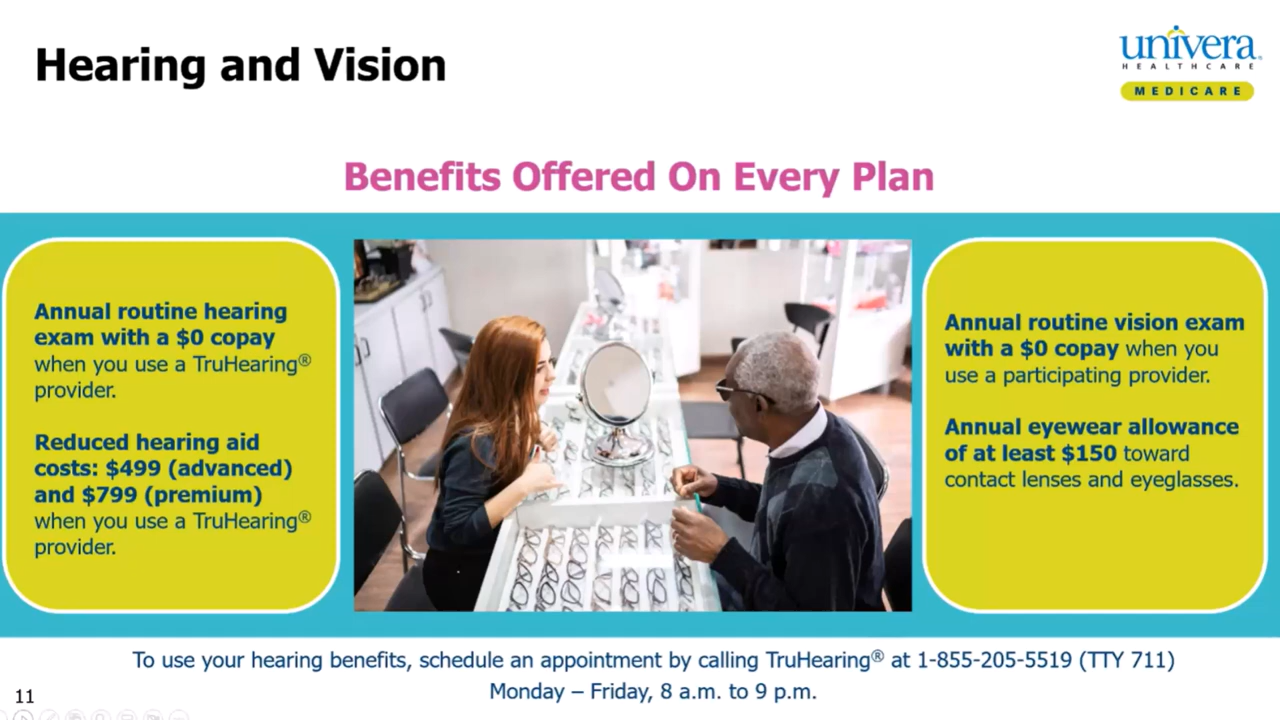 Hearing and Vision
univera
HEALTHCARE
MEDICARE
Benefits Offered On Every Plan
Annual routine hearing
exam with a $0 copay
when you use a TruHearing®
provider.
Reduced hearing aid
costs: $499 (advanced)
and $799 (premium)
when you use a TruHearing®
provider.
Annual routine vision exam
with a $0 copay when you
use a participating provider.
Annual eyewear allowance
of at least $150 toward
contact lenses and eyeglasses.
To use your hearing benefits, schedule an appointment by calling TruHearing® at 1-855-205-5519 (TTY 711)
Monday – Friday, 8 a.m. to 9 p.m.
11